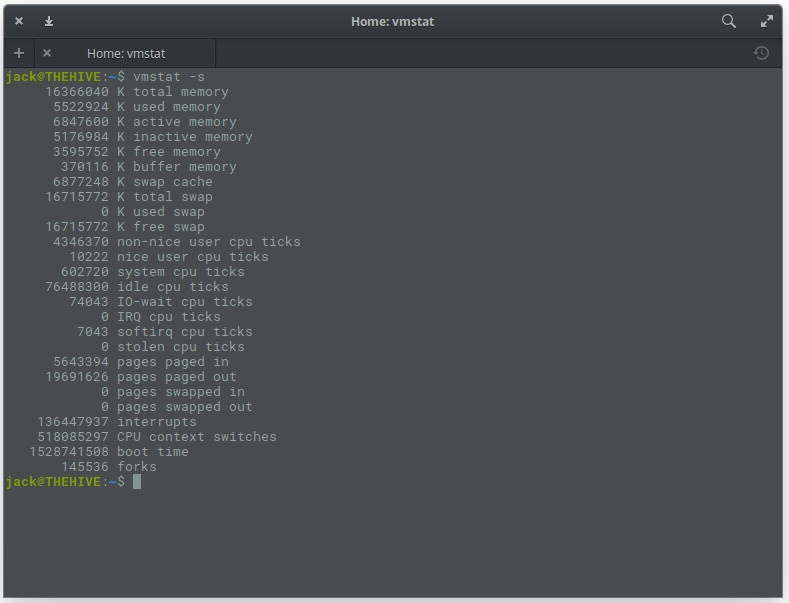 Home: vmstat
Home: vmstat
jack@THEHIVE:~$ vmstat -s
16366040 K total memory
5522924 K used memory
6847600 K active memory
5176984 K inactive memory
3595752 K free memory
370116 K buffer memory
6877248 K swap cache
16715772 K total swap
0 K used swap
16715772 K free swap
4346370 non-nice user cpu ticks
10222 nice user cpu ticks
602720 system cpu ticks
76488300 idle cpu ticks
74043 IO-wait cpu ticks
0 IRQ cpu ticks
7043 softirq cpu ticks
0 stolen cpu ticks
5643394 pages paged in
19691626 pages paged out
0 pages swapped in
0 pages swapped out
136447937 interrupts
518085297 CPU context switches
1528741508 boot time
145536 forks
jack@THEHIVE:~$